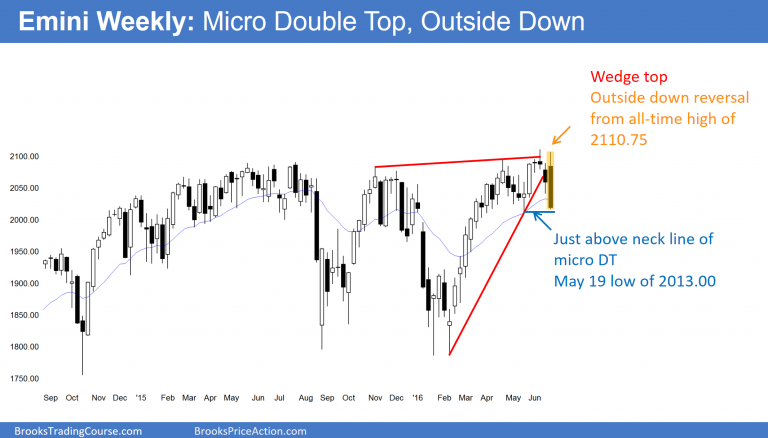 Emini Weekly: Micro Double Top, Outside Down
Wedge top
Outside down reversal
from all-time high of
2110.75
2100.00
2050.00
2000.00
1950.00
1900.00
1850.00
1800.00
1750.00
Just above neck line of
micro DT
May 19 low of 2013.00
Sep Oct Nov Dec '15 Feb Mar Apr May Jun Jul Aug Sep Oct Nov Dec '16 Feb Mar Apr May Jun
BrooksTradingCourse.com BrooksPriceAction.com